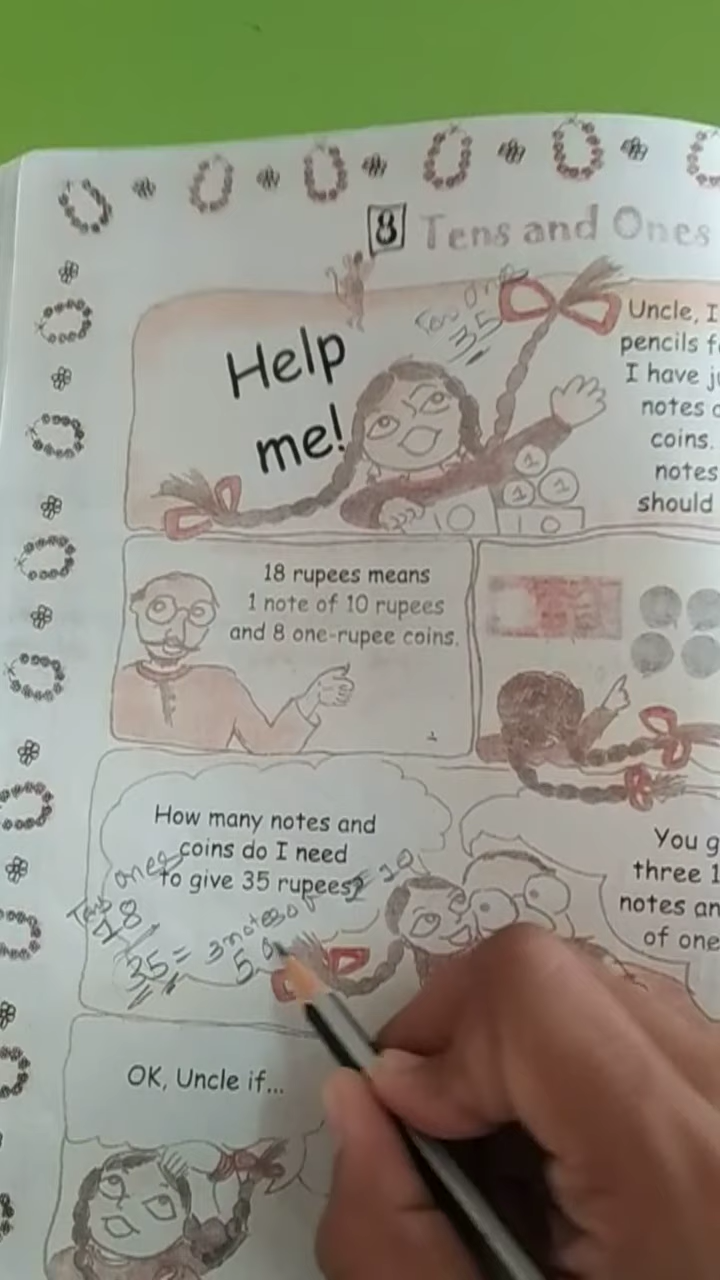 8 Tens and Ones
Help
me!
35
Uncle, I
pencils f
I have ju
notes
coins.
notes
should
1
1 1
10 10
18 rupees means
1 note of 10 rupees
and 8 one-rupee coins.
How many notes and
coins do I need
to give 35 rupees?
Tens ones
18
35 = 3 notes of ₹ 10
5 o
You g
three 1
notes an
of one
OK, Uncle if...